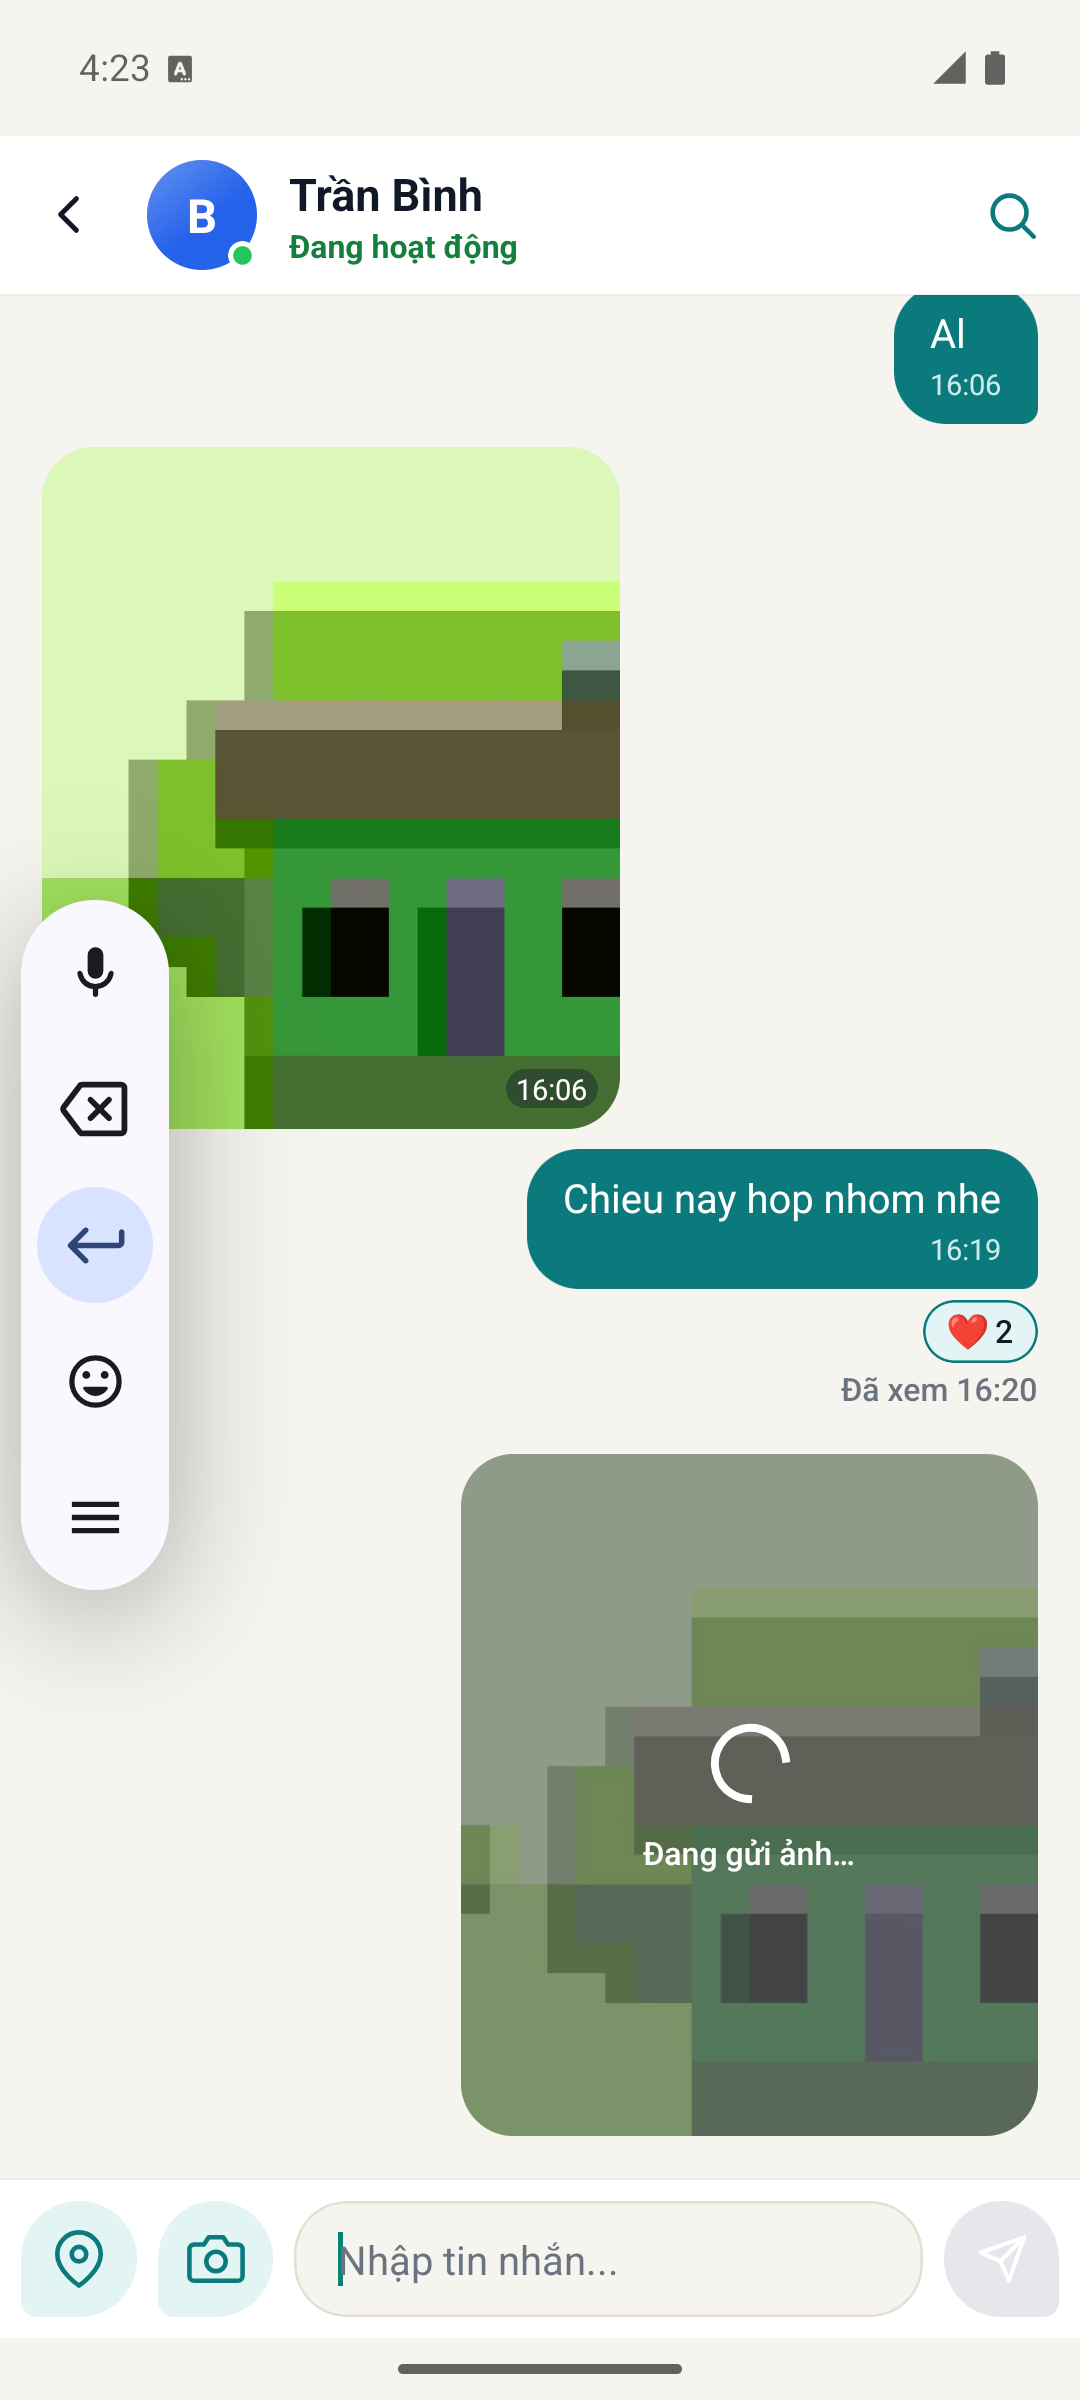 4:23
B
Trần Bình
Đang hoạt động
Al
16:06
16:06
Chieu nay hop nhom nhe
16:19
❤️ 2
Đã xem 16:20
Đang gửi ảnh...
Nhập tin nhắn...